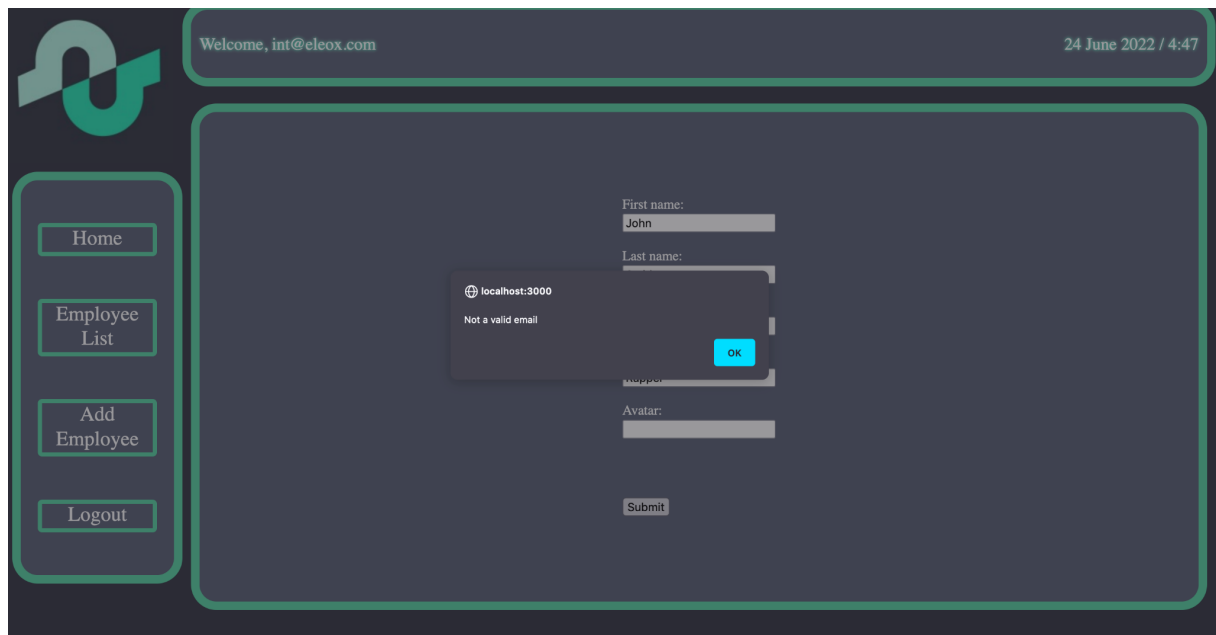 Welcome, int@eleox.com
24 June 2022 / 4:47
Home
Employee
List
Add
Employee
Logout
First name:
John
Last name:
localhost:3000
Not a valid email
OK
Avatar:
Submit